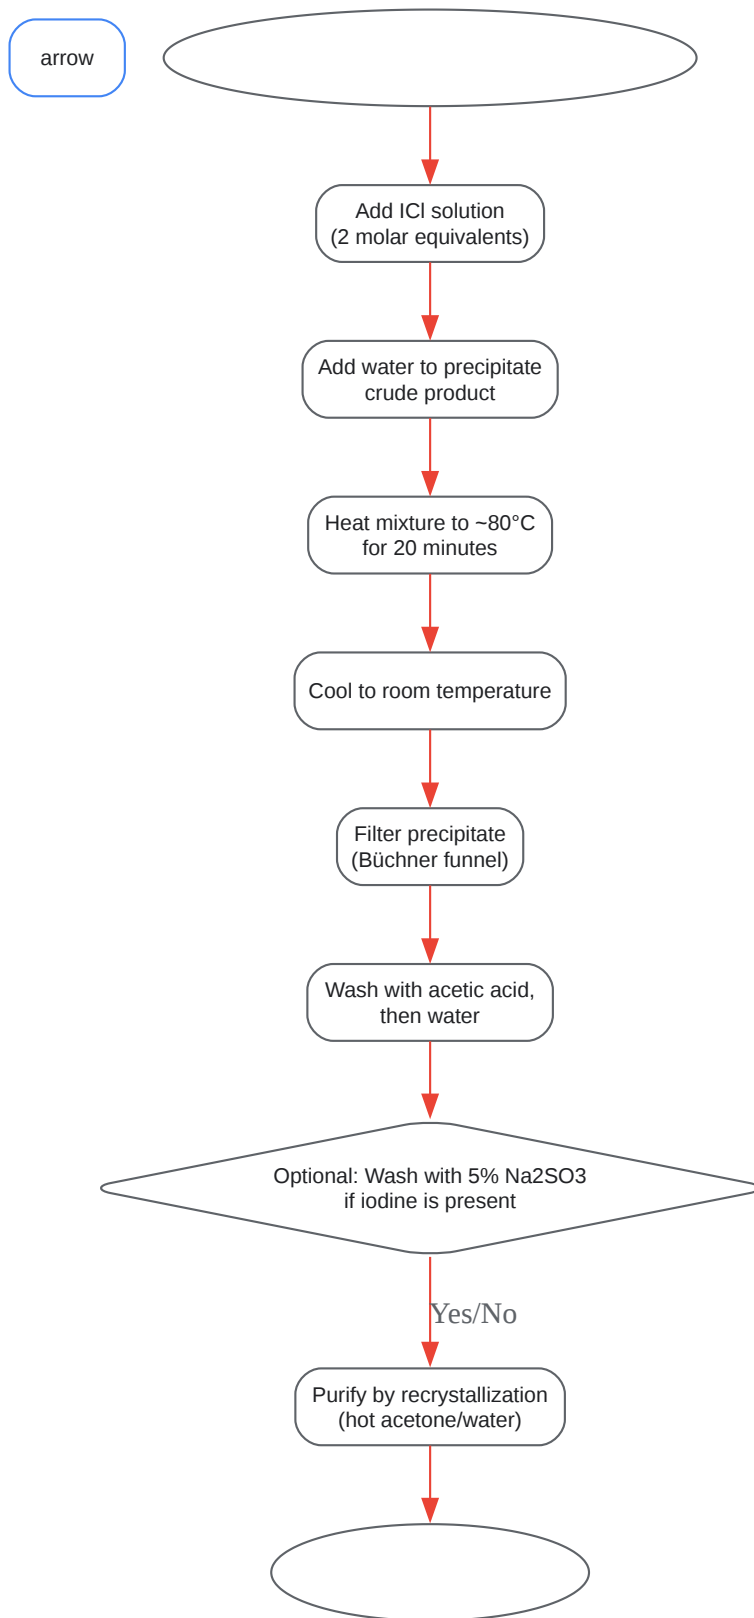 arrow
Add ICl solution
(2 molar equivalents)
Add water to precipitate
crude product
Heat mixture to ~80°C
for 20 minutes
Cool to room temperature
Filter precipitate
(Büchner funnel)
Wash with acetic acid,
then water
Optional: Wash with 5% Na2SO3
if iodine is present
Yes/No
Purify by recrystallization
(hot acetone/water)